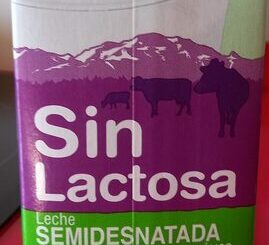 Sin
Lactosa
Leche
SEMIDESNATADA